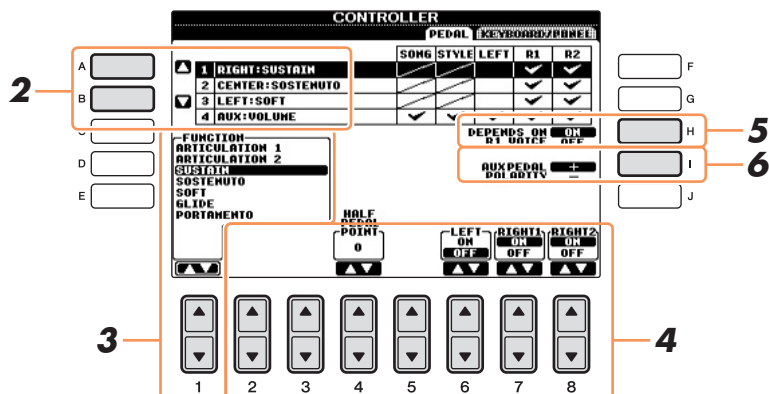 CONTROLLER
PEDAL KEYBOARD/PANEL
SONG STYLE LEFT R1 R2
1 RIGHT:SUSTAIN
2 CENTER:SOSTENUTO
3 LEFT:SOFT
4 AUX:VOLUME
A
B
D
E
F
G
H
I
J
2
5
6
DEPENDS ON R1 VOICE
ON
OFF
AUXPEDAL POLARITY
+
−
FUNCTION
ARTICULATION 1
ARTICULATION 2
SUSTAIN
SOSTENUTO
SOFT
GLIDE
PORTAMENTO
HALF PEDAL POINT
0
LEFT
ON
OFF
RIGHT1
ON
OFF
RIGHT2
ON
OFF
3
4
1 2 3 4 5 6 7 8